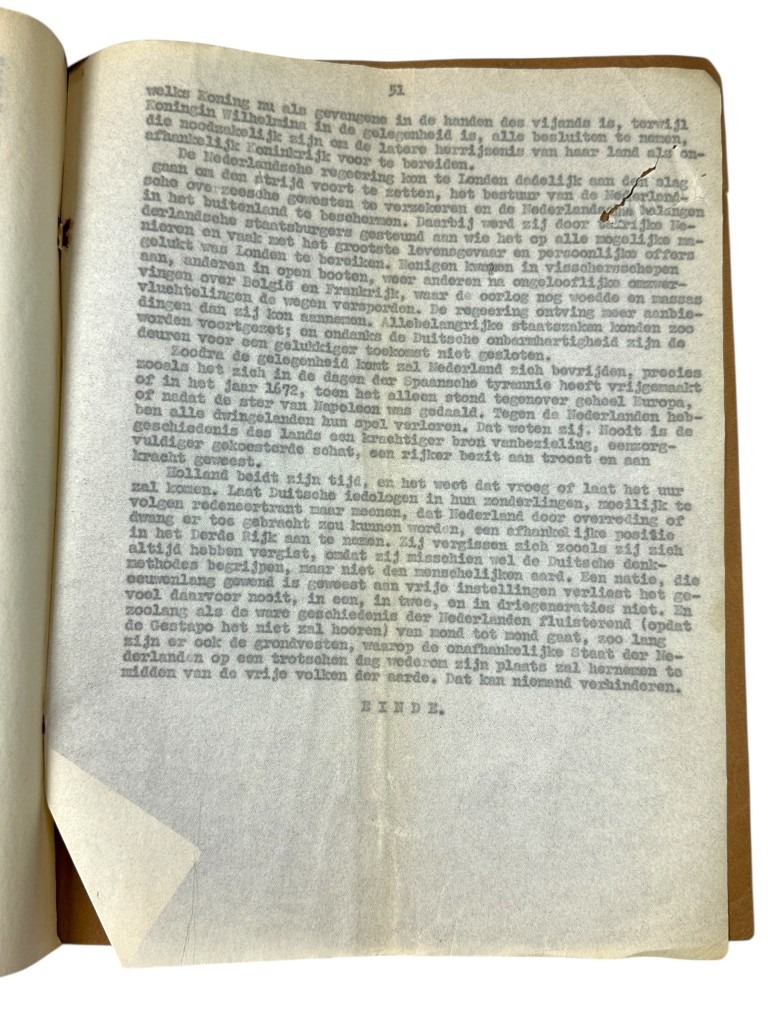 51
welks Koning nu als gevangene in de handen des vijands is, terwijl
Koningin Wilhelmina in de gelegenheid is, alle besluiten te nemen,
die noodzakelijk zijn om de latere herrijzenis van haar land als on-
afhankelijk Koninkrijk voor te bereiden.
De Nederlandsche regeering kon te Londen dadelijk aan den slag
gaan om den strijd voort te zetten, het bestuur van de Nederland-
sche overzeesche gewesten te verzekeren en de Nederlandsche belangen
in het buitenland te beschermen. Daarbij werd zij door talrijke Ne-
derlandsche staatsburgers gesteund aan wie het op alle mogelijke ma-
nieren en vaak met het grootste levensgevaar en persoonlijke offers
gelukt was Londen te bereiken. Eenigen kwamen in visschersschepen
aan, anderen in open booten, weer anderen na ongelooflijke omzwer-
vingen over België en Frankrijk, waar de oorlog nog woedde en massas
vluchtelingen de wegen versporden. De regeering ontving meer aanbie-
dingen dan zij kon aannemen. Allebelangrijke staatszaken konden zoo
worden voortgezet; en ondanks de Duitsche onbarmhartigheid zijn de
deuren voor een gelukkiger toekomst niet gesloten.
Zoodra de gelegenheid komt zal Nederland zich bevrijden, precies
zooals het zich in de dagen der Spaansche tyrannie heeft vrijgemaakt
of in het jaar 1672, toen het alleen stond tegenover geheel Europa,
of nadat de ster van Napoleon was gedaald. Tegen de Nederlanden heb-
ben alle dwingelanden hun spel verloren. Dat weten zij. Nooit is de
geschiedenis des lands een krachtiger bron vanbezieling, eenzorg-
vuldiger gekoesterde schat, een rijker bezit aan troost en aan
kracht geweest.
Holland beidt zijn tijd, en het weet dat vroeg of laat het uur
zal komen. Laat Duitsche iedologen in hun zonderlingen, moeilijk te
volgen redeneertrant maar meenen, dat Nederland door overreding of
dwang er toe gebracht zou kunnen worden, een afhankelijke positie
in het Derde Rijk aan te nemen. Zij vergissen zich zooals zij zich
altijd hebben vergist, omdat zij misschien wel de Duitsche denk-
methodes begrijpen, maar niet den menschelijken aard. Een natie, die
eeuwenlang gewend is geweest aan vrije instellingen verliest het ge-
voel daarvoor nooit, in een, in twee, en in driegeneraties niet. En
zoolang als de ware geschiedenis der Nederlanden fluisterend (opdat
de Gestapo het niet zal hooren) van mond tot mond gaat, zoo lang
zijn er ook de grondvesten, waarop de onafhankelijke Staat der Ne-
derlanden op een trotschen dag wederom zijn plaats zal hernemen te
midden van de vrije volken der aarde. Dat kan niemand verhinderen.
E I N D E.